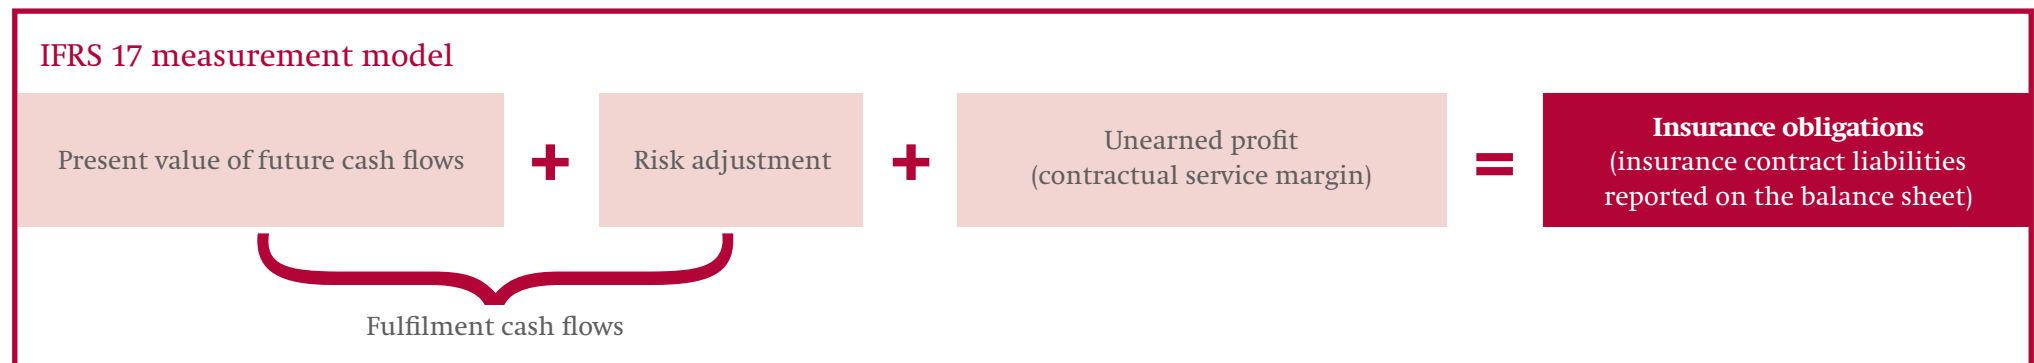 IFRS 17 measurement model
Present value of future cash flows
+
Risk adjustment
+
Unearned profit
(contractual service margin)
=
Insurance obligations
(insurance contract liabilities
reported on the balance sheet)
Fulfilment cash flows